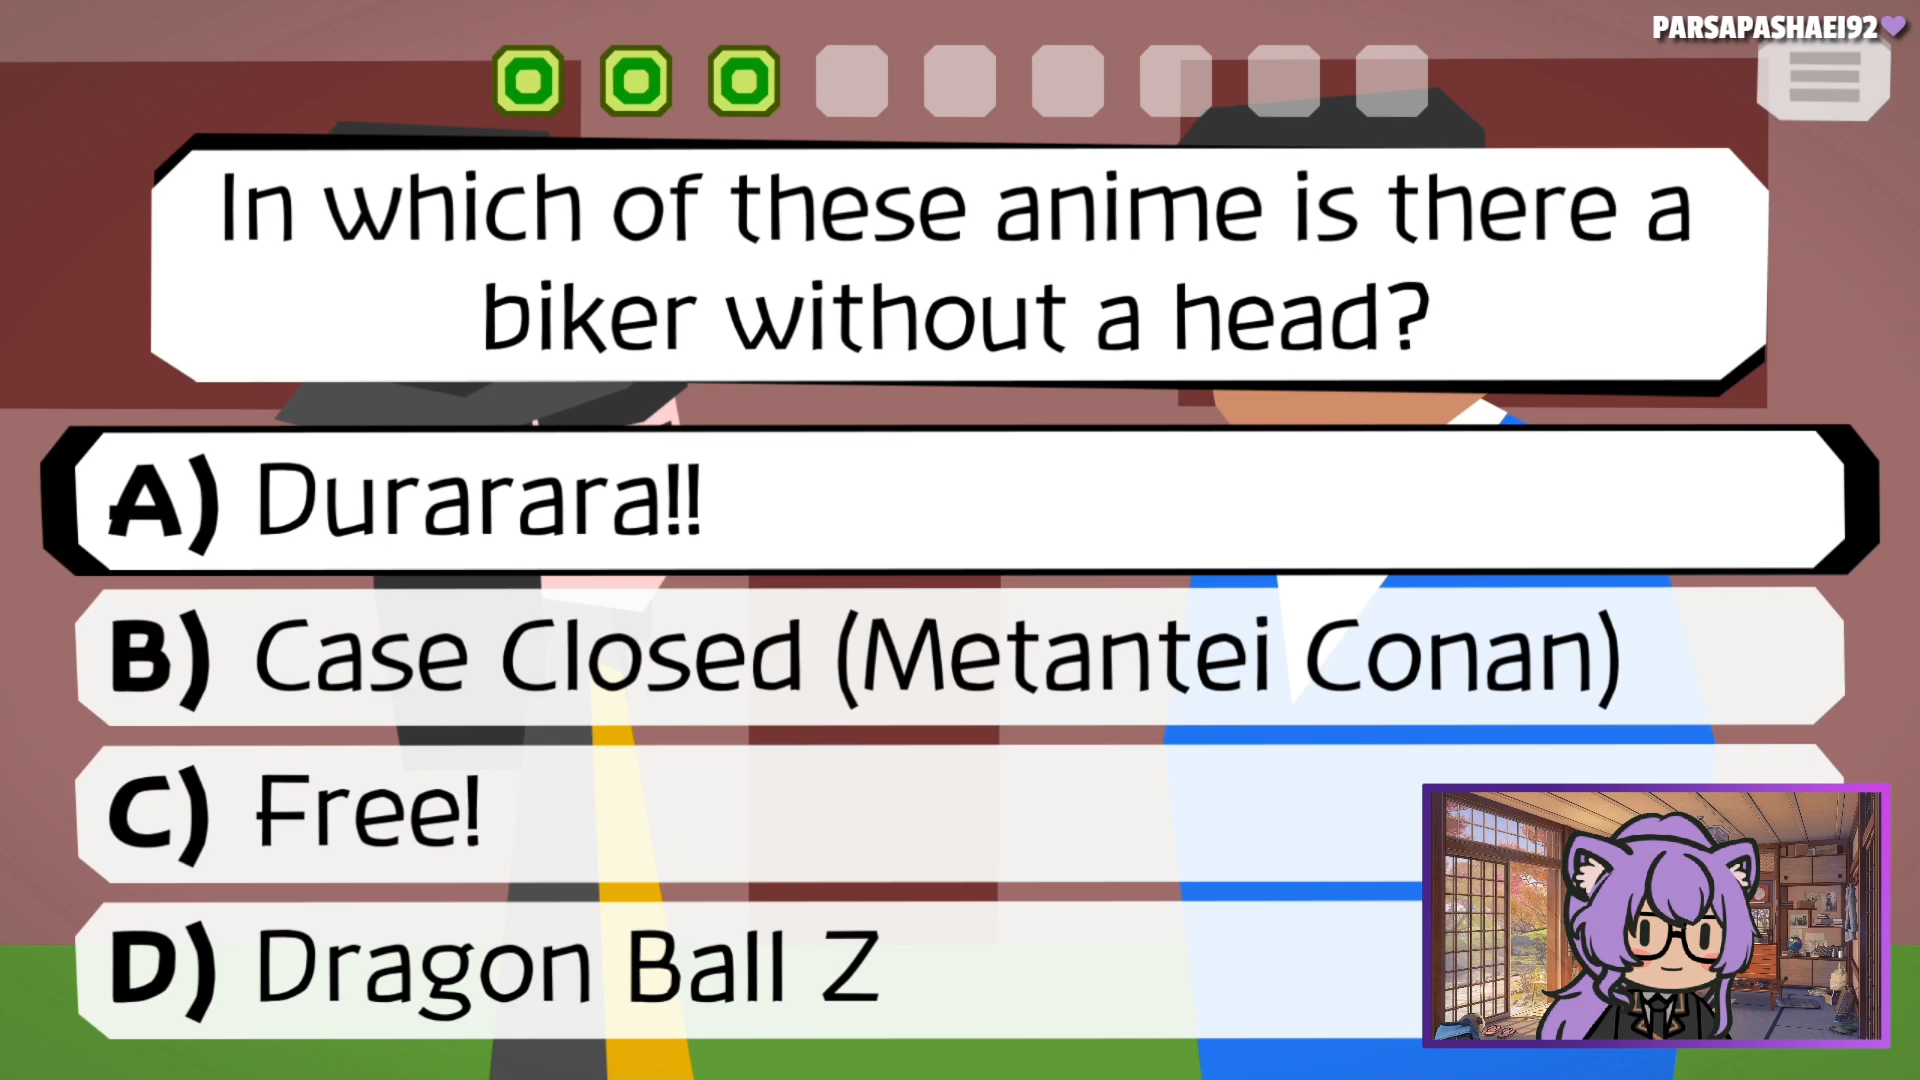 PARSAPASHAEI92
In which of these anime is there a
biker without a head?
A) Durarara!!
B) Case Closed (Metantei Conan)
C) Free!
D) Dragon Ball Z